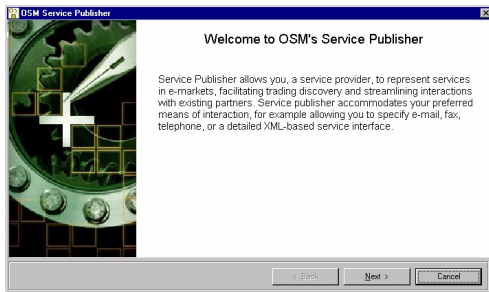 OSM Service Publisher
Welcome to OSM's Service Publisher
Service Publisher allows you, a service provider, to represent services
in e-markets, facilitating trading discovery and streamlining interactions
with existing partners. Service publisher accommodates your preferred
means of interaction, for example allowing you to specify e-mail, fax,
telephone, or a detailed XML-based service interface.
< Back Next > Cancel